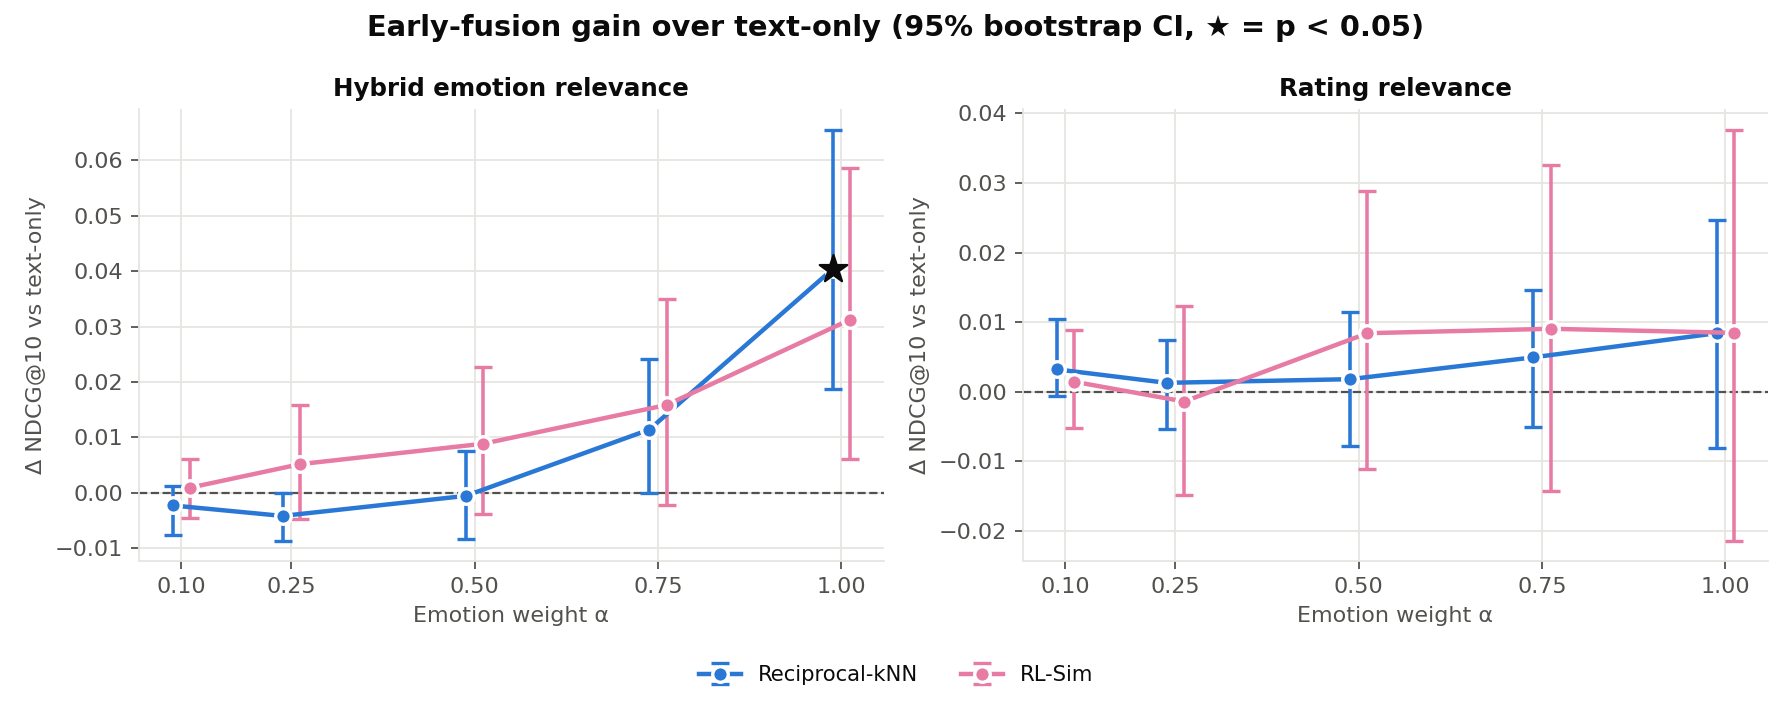 Early-fusion gain over text-only (95% bootstrap CI, ★ = p < 0.05)
Hybrid emotion relevance
Δ NDCG@10 vs text-only
0.06
0.05
0.04
0.03
0.02
0.01
0.00
−0.01
0.10 0.25 0.50 0.75 1.00
Emotion weight α
Rating relevance
Δ NDCG@10 vs text-only
0.04
0.03
0.02
0.01
0.00
−0.01
−0.02
0.10 0.25 0.50 0.75 1.00
Emotion weight α
Reciprocal-kNN RL-Sim